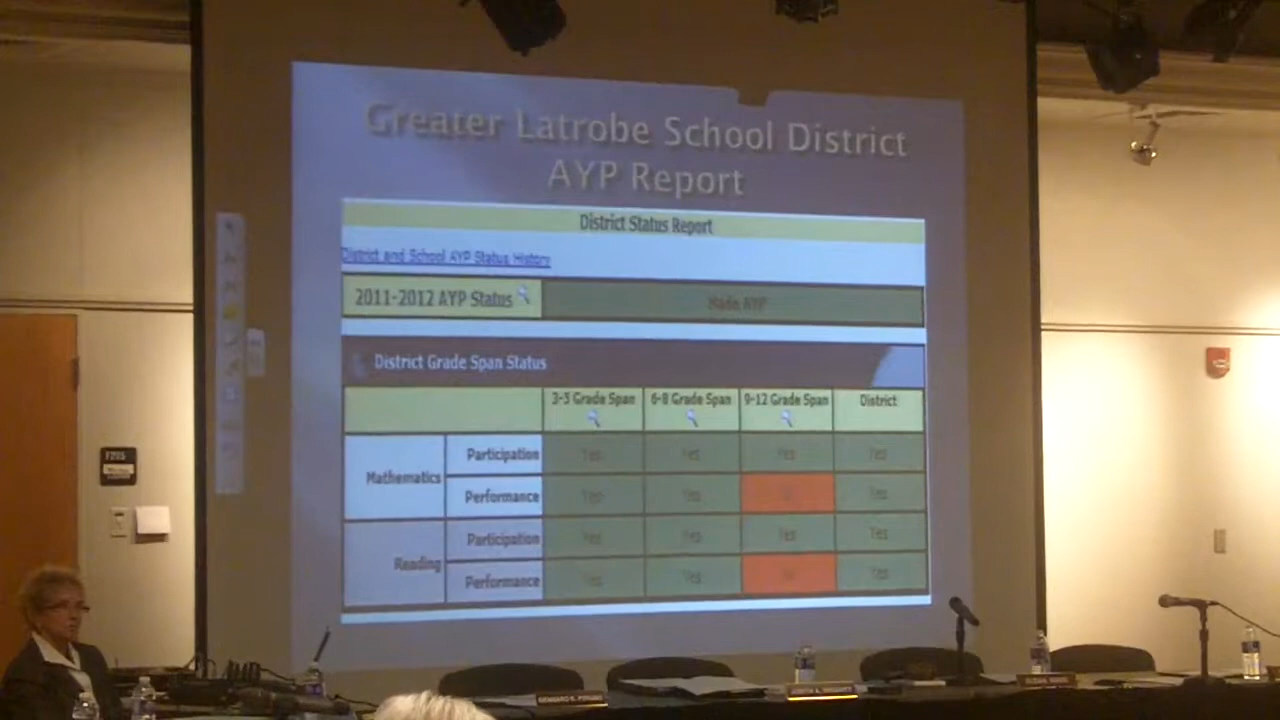 Greater Latrobe School District
AYP Report
District Status Report
District and School AYP Status History
2011-2012 AYP Status
Made AYP
District Grade Span Status
3-5 Grade Span 6-8 Grade Span 9-12 Grade Span District
Mathematics
Participation Yes Yes Yes Yes
Performance Yes Yes Yes
Reading
Participation Yes Yes Yes Yes
Performance Yes Yes Yes